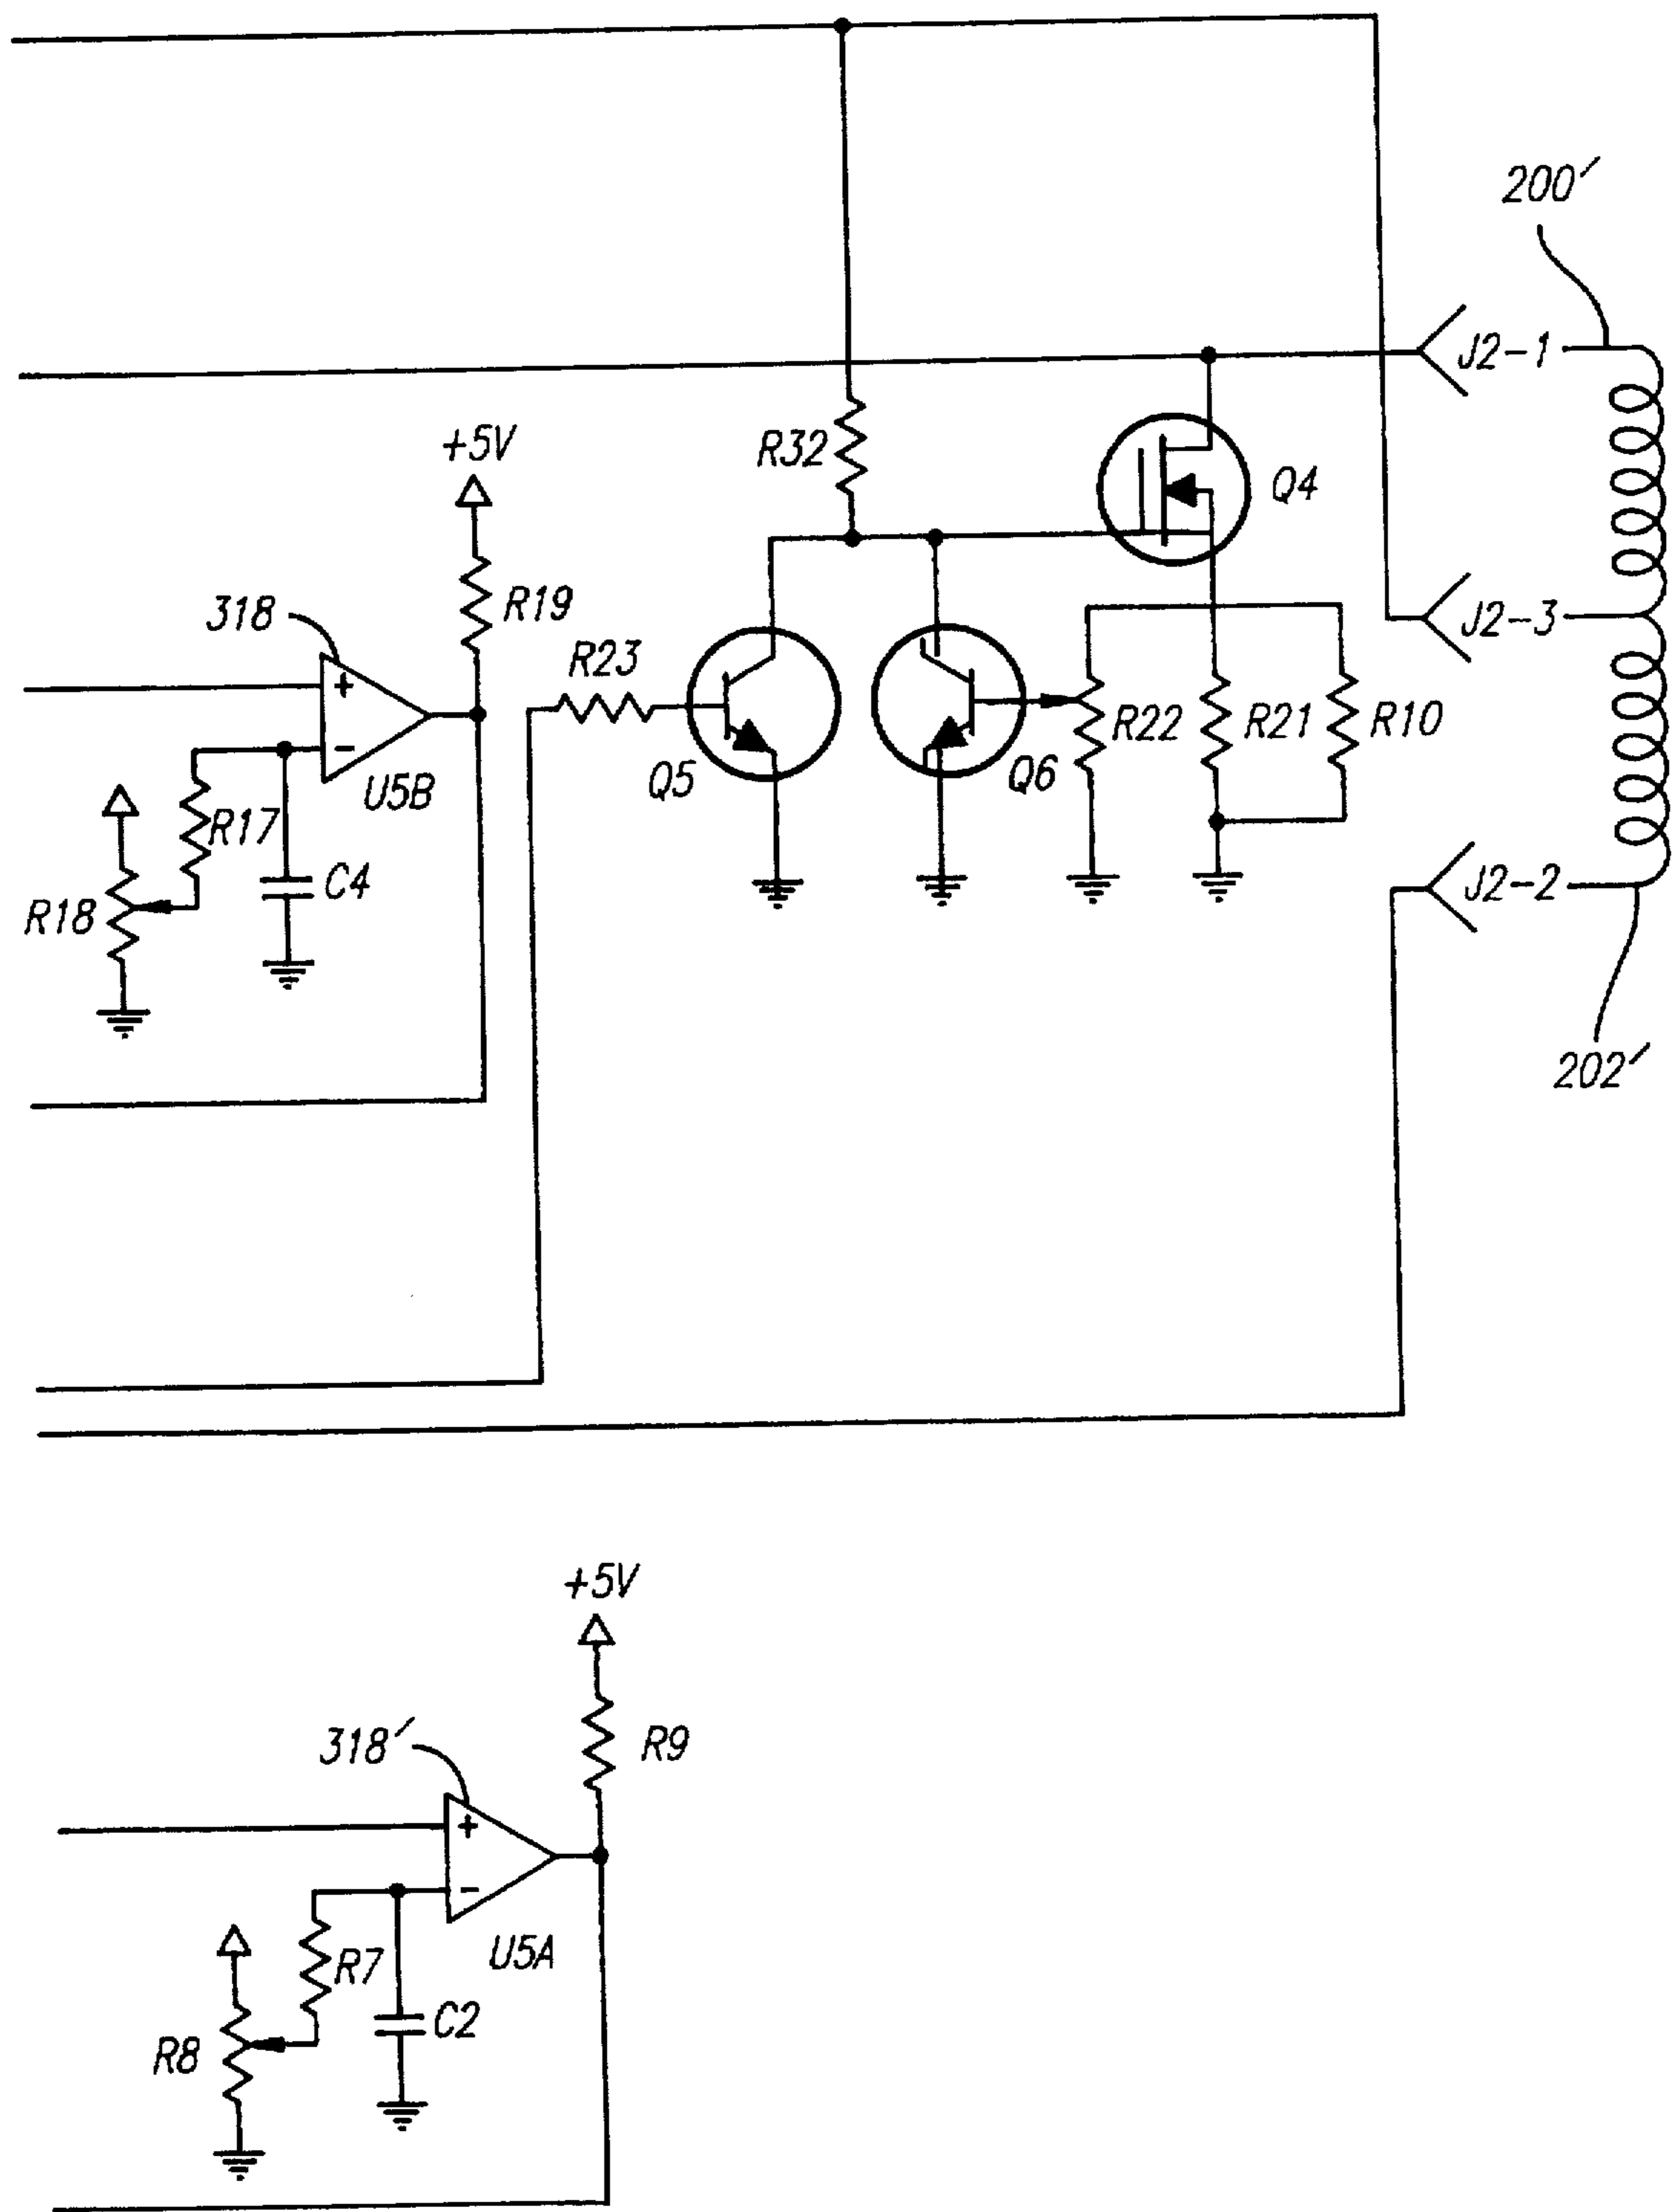 200′
J2-1
+5V
R32
Q4
318
R19
+
R23
J2-3
−
U5B
Q5
Q6
R22
R21
R10
R17
C4
R18
J2-2
202′
+5V
318′
R9
+
−
U5A
R7
C2
R8